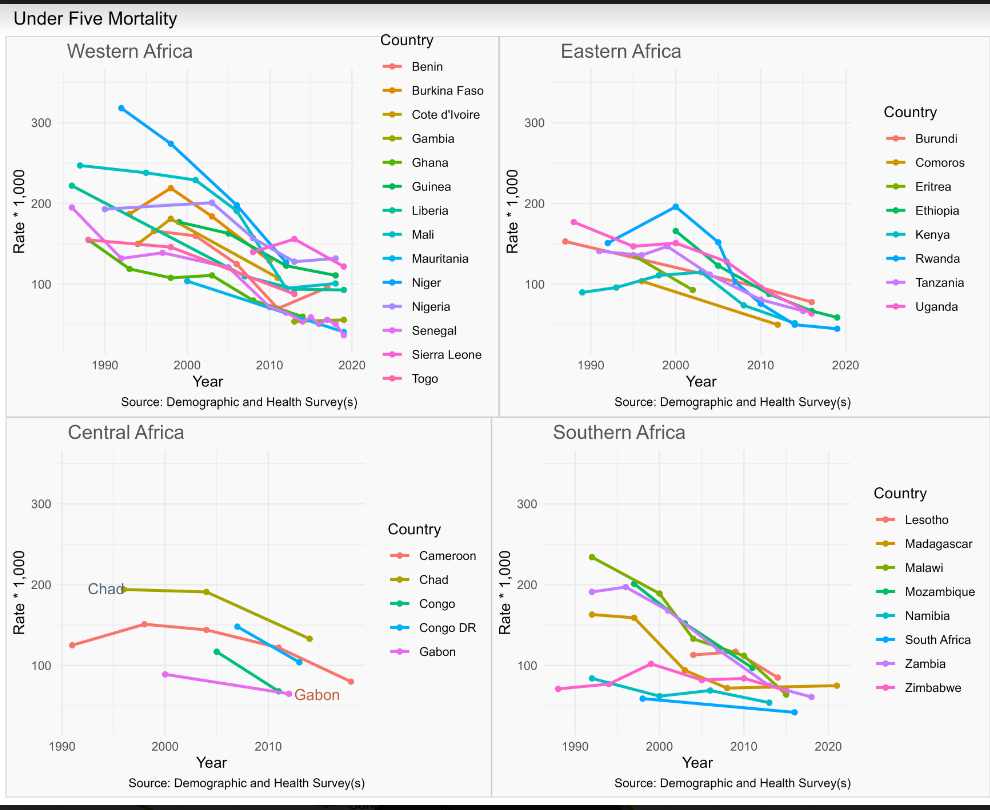 Under Five Mortality
Western Africa
Country
Benin
Burkina Faso
Cote d'Ivoire
Gambia
Ghana
Guinea
Liberia
Mali
Mauritania
Niger
Nigeria
Senegal
Sierra Leone
Togo
300
200
100
Rate * 1,000
1990
2000
2010
2020
Year
Source: Demographic and Health Survey(s)
Eastern Africa
Country
Burundi
Comoros
Eritrea
Ethiopia
Kenya
Rwanda
Tanzania
Uganda
300
200
100
Rate * 1,000
1990
2000
2010
2020
Year
Source: Demographic and Health Survey(s)
Central Africa
Country
Cameroon
Chad
Congo
Congo DR
Gabon
300
200
100
Rate * 1,000
Chad
Gabon
1990
2000
2010
Year
Source: Demographic and Health Survey(s)
Southern Africa
Country
Lesotho
Madagascar
Malawi
Mozambique
Namibia
South Africa
Zambia
Zimbabwe
300
200
100
Rate * 1,000
1990
2000
2010
2020
Year
Source: Demographic and Health Survey(s)